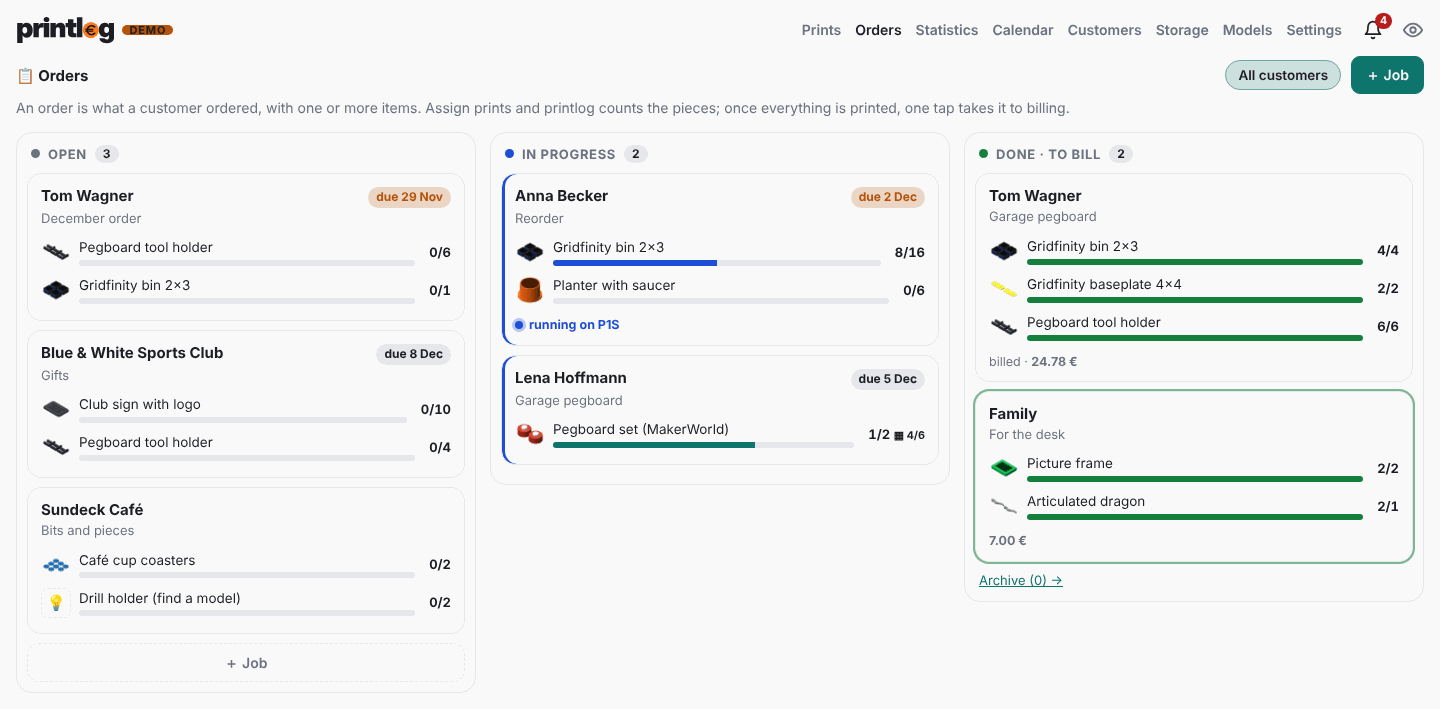 printl€g DEMO
Prints Orders Statistics Calendar Customers Storage Models Settings 4
📋 Orders
All customers + Job
An order is what a customer ordered, with one or more items. Assign prints and printlog counts the pieces; once everything is printed, one tap takes it to billing.
OPEN 3
Tom Wagner due 29 Nov
December order
Pegboard tool holder 0/6
Gridfinity bin 2×3 0/1
Blue & White Sports Club due 8 Dec
Gifts
Club sign with logo 0/10
Pegboard tool holder 0/4
Sundeck Café
Bits and pieces
Café cup coasters 0/2
Drill holder (find a model) 0/2
+ Job
IN PROGRESS 2
Anna Becker due 2 Dec
Reorder
Gridfinity bin 2×3 8/16
Planter with saucer 0/6
running on P1S
Lena Hoffmann due 5 Dec
Garage pegboard
Pegboard set (MakerWorld) 1/2 ▦ 4/6
DONE · TO BILL 2
Tom Wagner
Garage pegboard
Gridfinity bin 2×3 4/4
Gridfinity baseplate 4×4 2/2
Pegboard tool holder 6/6
billed · 24.78 €
Family
For the desk
Picture frame 2/2
Articulated dragon 2/1
7.00 €
Archive (0) →